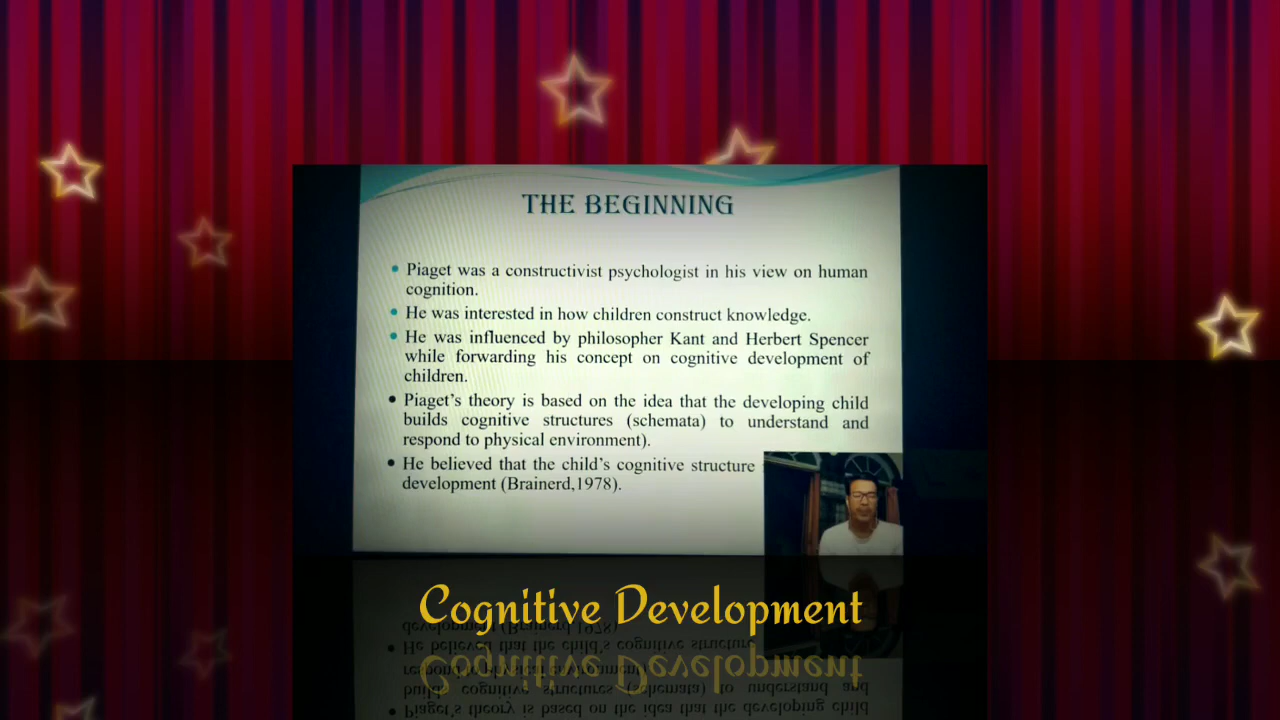 THE BEGINNING
• Piaget was a constructivist psychologist in his view on human
cognition.
• He was interested in how children construct knowledge.
• He was influenced by philosopher Kant and Herbert Spencer
while forwarding his concept on cognitive development of
children.
• Piaget's theory is based on the idea that the developing child
builds cognitive structures (schemata) to understand and
respond to physical environment).
• He believed that the child's cognitive structure
development (Brainerd,1978).
Cognitive Development